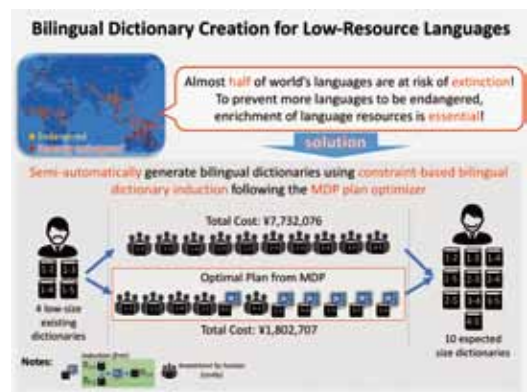 Bilingual Dictionary Creation for Low-Resource Languages
Almost half of world's languages are at risk of extinction!
To prevent more languages to be endangered,
enrichment of language resources is essential!
Endangered
solution
Semi-automatically generate bilingual dictionaries using constraint-based bilingual
dictionary induction following the MDP plan optimizer
Total Cost: ¥7,732,076
Optimal Plan from MDP
4 low-size
existing
dictionaries
Total Cost: ¥1,802,707
10 expected
size dictionaries
Notes: